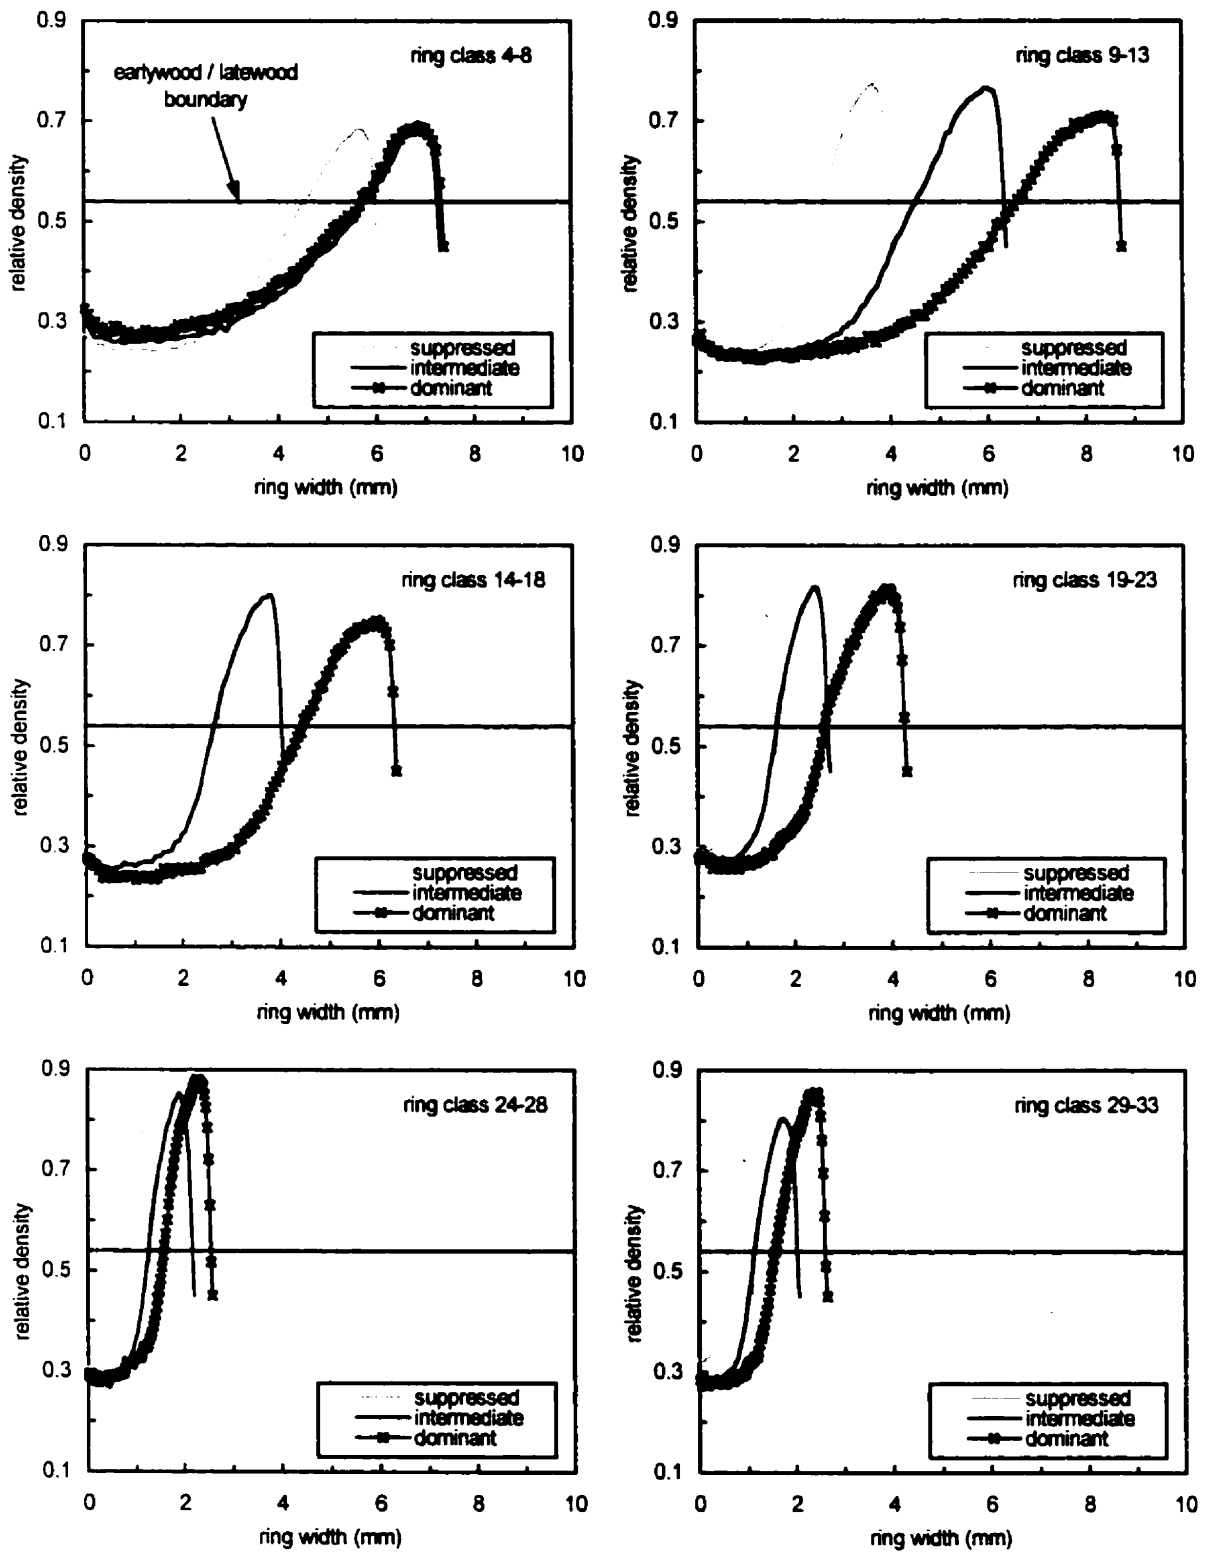 ring class 4-8
earlywood / latewood
boundary
relative density
0.9
0.7
0.5
0.3
0.1
suppressed
intermediate
dominant
0 2 4 6 8 10
ring width (mm)
ring class 9-13
relative density
0.9
0.7
0.5
0.3
0.1
suppressed
intermediate
dominant
0 2 4 6 8 10
ring width (mm)
ring class 14-18
relative density
0.9
0.7
0.5
0.3
0.1
suppressed
intermediate
dominant
0 2 4 6 8 10
ring width (mm)
ring class 19-23
relative density
0.9
0.7
0.5
0.3
0.1
suppressed
intermediate
dominant
0 2 4 6 8 10
ring width (mm)
ring class 24-28
relative density
0.9
0.7
0.5
0.3
0.1
suppressed
intermediate
dominant
0 2 4 6 8 10
ring width (mm)
ring class 29-33
relative density
0.9
0.7
0.5
0.3
0.1
suppressed
intermediate
dominant
0 2 4 6 8 10
ring width (mm)